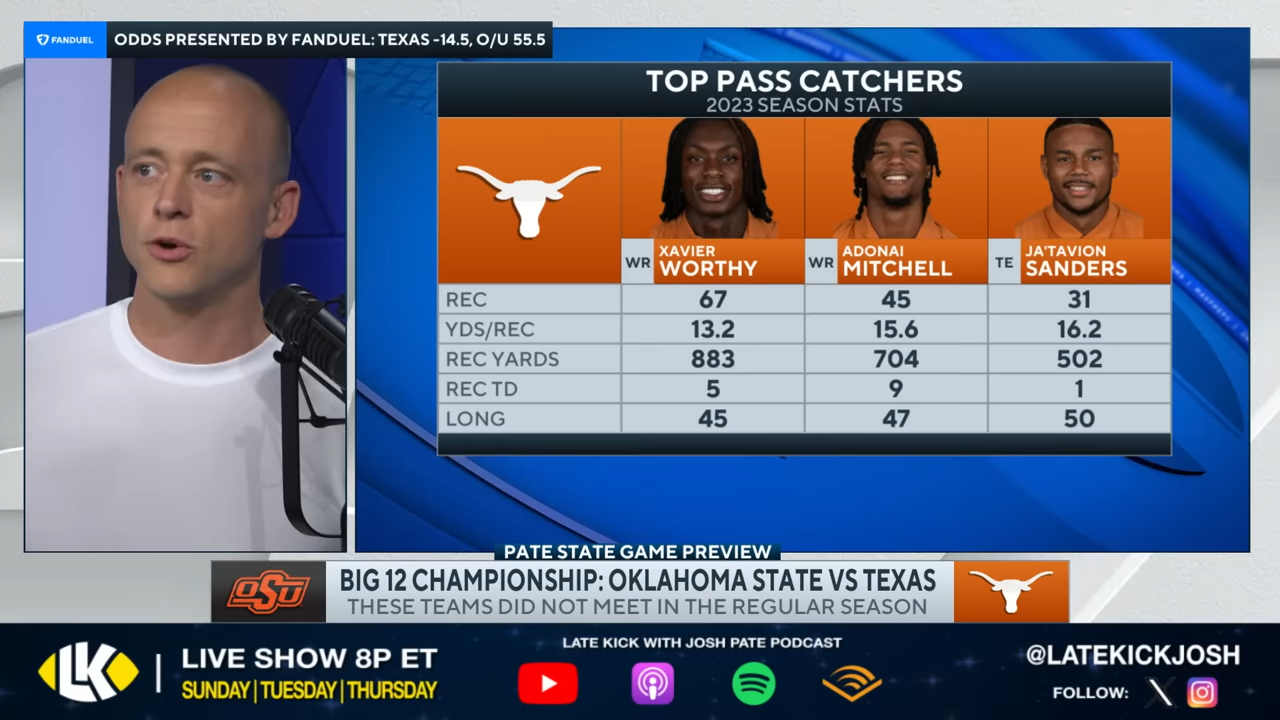 FANDUEL ODDS PRESENTED BY FANDUEL: TEXAS -14.5, O/U 55.5
TOP PASS CATCHERS
2023 SEASON STATS
WR XAVIER WORTHY
WR ADONAI MITCHELL
TE JA'TAVION SANDERS
REC 67 45 31
YDS/REC 13.2 15.6 16.2
REC YARDS 883 704 502
REC TD 5 9 1
LONG 45 47 50
PATE STATE GAME PREVIEW
OSU
BIG 12 CHAMPIONSHIP: OKLAHOMA STATE VS TEXAS
THESE TEAMS DID NOT MEET IN THE REGULAR SEASON
LK
LIVE SHOW 8P ET
SUNDAY | TUESDAY | THURSDAY
LATE KICK WITH JOSH PATE PODCAST
@LATEKICKJOSH
FOLLOW: X